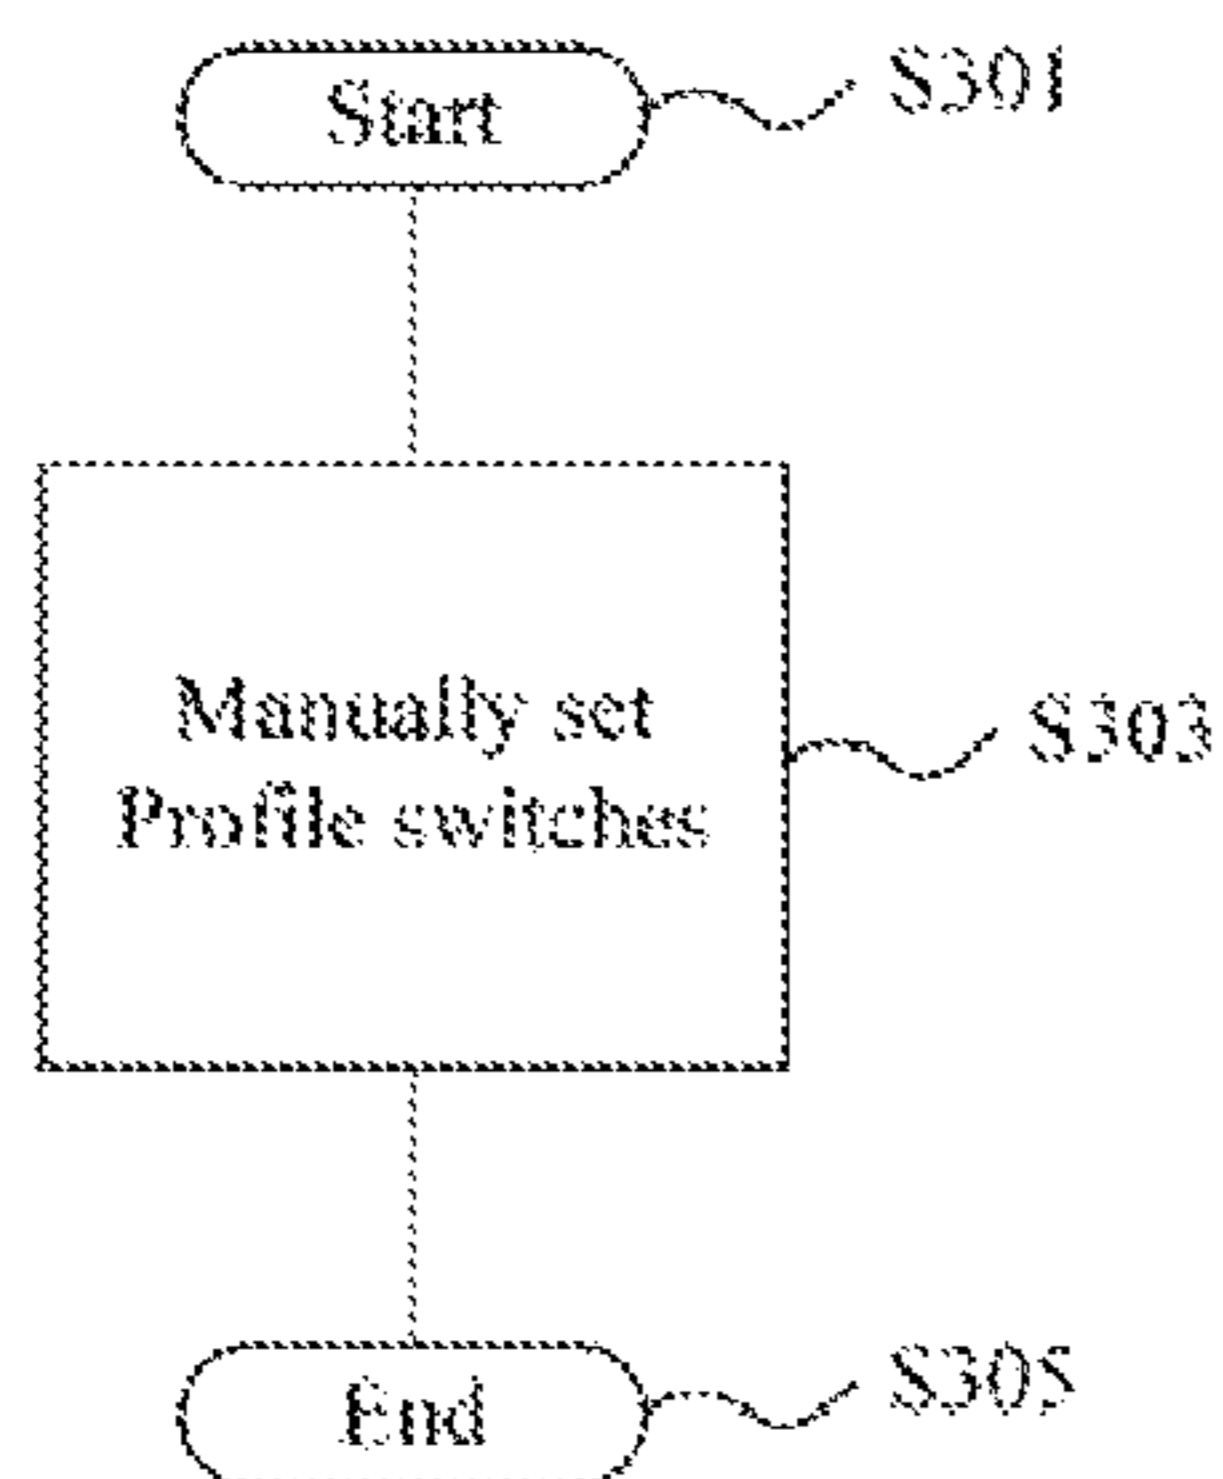 Start
S301
Manually set
Profile switches
S303
End
S305